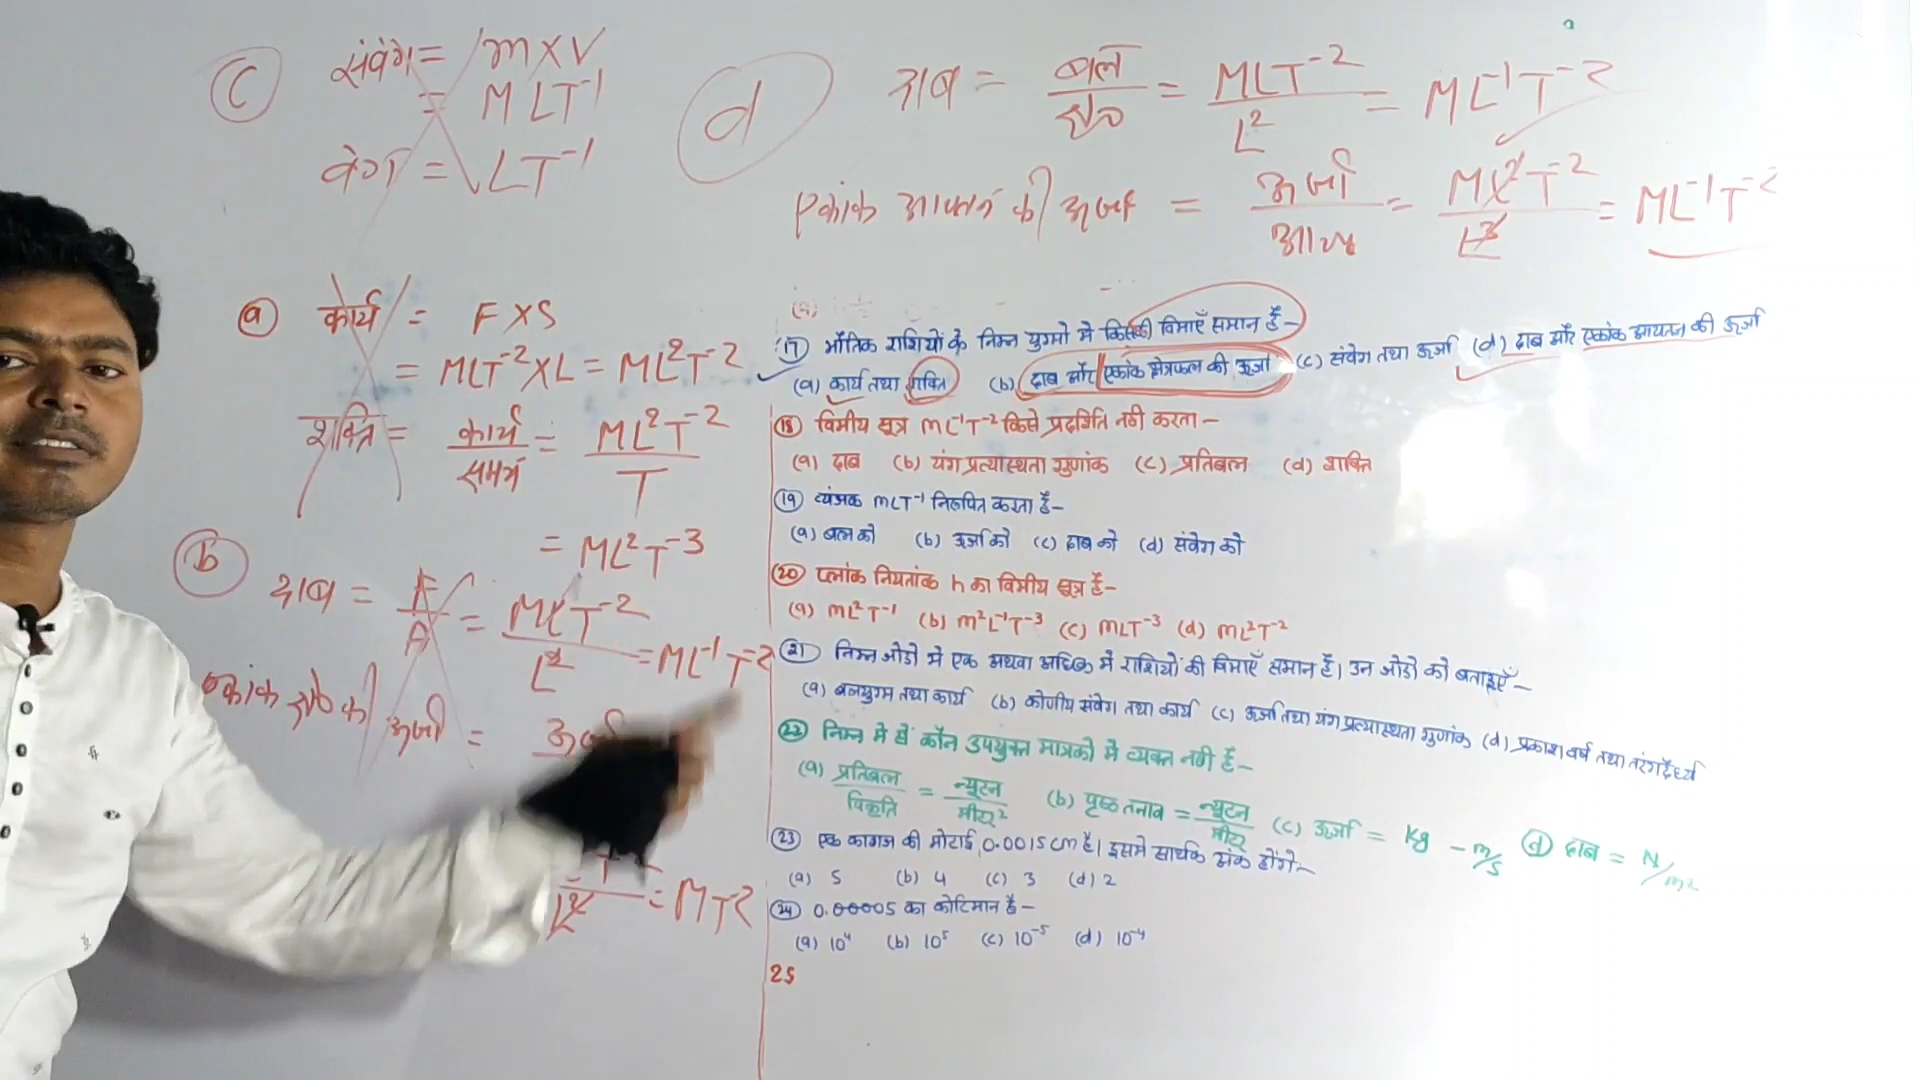 c संवेग = m×v
= MLT⁻¹
वेग = LT⁻¹
d दाब = बल/क्षे० = MLT⁻²/L² = ML⁻¹T⁻²
एकांक आयतन की ऊर्जा = ऊर्जा/आय० = ML²T⁻²/L³ = ML⁻¹T⁻²
(a) कार्य = F×S
= MLT⁻²×L = ML²T⁻²
शक्ति = कार्य/समय = ML²T⁻²/T
= ML²T⁻³
b दाब = F/A = MLT⁻²/L² = ML⁻¹T⁻²
एकांक क्षे० की ऊर्जा = ऊर्जा
L² = MT²
(17) भौतिक राशियों के निम्न युग्मो मे किसकी विमाएँ समान हैं-
(a) कार्य तथा शक्ति (b) दाब और एकांक क्षेत्रफल की ऊर्जा (c) संवेग तथा ऊर्जा (d) दाब और एकांक आयतन की ऊर्जा
(18) विमीय सूत्र ML⁻¹T⁻² किसे प्रदर्शित नही करता-
(a) दाब (b) यंग प्रत्यास्थता गुणांक (c) प्रतिबल (d) शक्ति
(19) व्यंजक MLT⁻¹ निरूपित करता है-
(a) बल को (b) ऊर्जा को (c) दाब को (d) संवेग को
(20) प्लांक नियतांक h का विमीय सूत्र है-
(a) ML²T⁻¹ (b) M²L⁻¹T⁻³ (c) MLT⁻³ (d) ML²T⁻²
(21) निम्न जोडो मे एक अथवा अधिक मे राशियों की विमाएँ समान हैं। उन जोडो को बताइएँ-
(a) बलयुग्म तथा कार्य (b) कोणीय संवेग तथा कार्य (c) ऊर्जा तथा यंग प्रत्यास्थता गुणांक (d) प्रकाश वर्ष तथा तरंगदैर्ध्य
(22) निम्न मे से कौन उपयुक्त मात्रको मे व्यक्त नही है-
(a) प्रतिबल/विकृति = न्यूटन/मीटर² (b) पृष्ठ तनाव = न्यूटन/मीटर (c) ऊर्जा = Kg - m/s (d) दाब = N/m²
(23) एक कागज की मोटाई 0.0015 cm है। इसमे सार्थक अंक होंगे-
(a) 5 (b) 4 (c) 3 (d) 2
(24) 0.00005 का कोटिमान है-
(a) 10⁴ (b) 10⁵ (c) 10⁻⁵ (d) 10⁻⁴
25